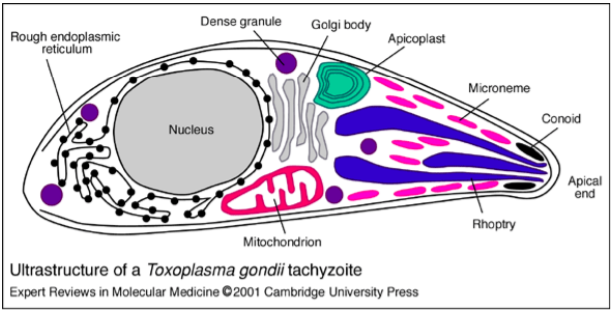 Dense granule
Golgi body
Rough endoplasmic
reticulum
Apicoplast
Microneme
Conoid
Nucleus
Apical
end
Rhoptry
Mitochondrion
Ultrastructure of a Toxoplasma gondii tachyzoite
Expert Reviews in Molecular Medicine ©2001 Cambridge University Press